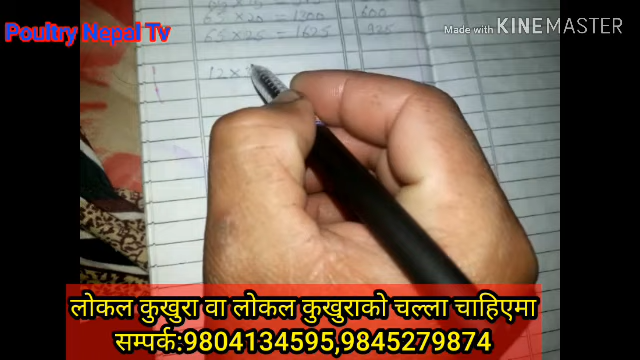 Poultry Nepal Tv
Made with KINEMASTER
65 × 20 = 1300 600
65 × 25 = 1625 925
12 ×
लोकल कुखुरा वा लोकल कुखुराको चल्ला चाहिएमा
सम्पर्क:9804134595,9845279874